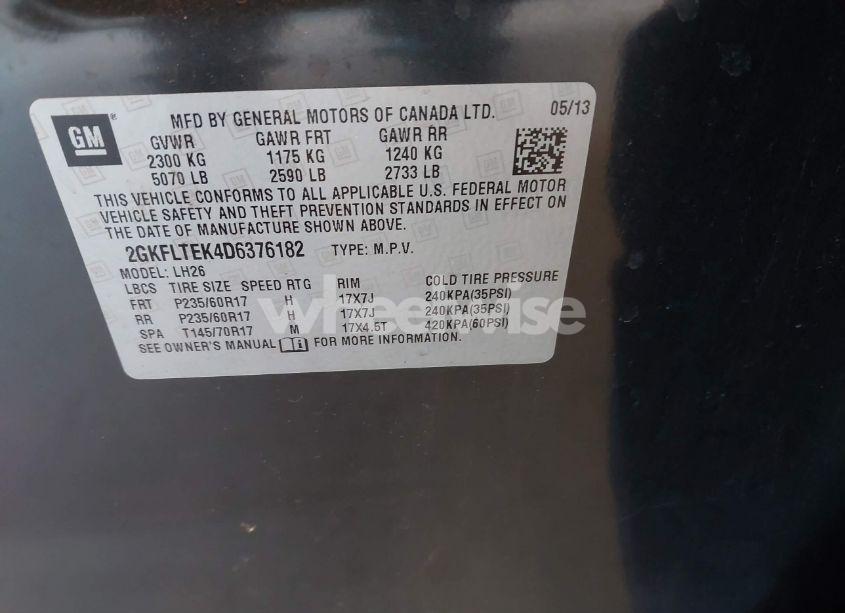 GM
MFD BY GENERAL MOTORS OF CANADA LTD. 05/13
GVWR GAWR FRT GAWR RR
2300 KG 1175 KG 1240 KG
5070 LB 2590 LB 2733 LB
THIS VEHICLE CONFORMS TO ALL APPLICABLE U.S. FEDERAL MOTOR
VEHICLE SAFETY AND THEFT PREVENTION STANDARDS IN EFFECT ON
THE DATE OF MANUFACTURE SHOWN ABOVE.
2GKFLTEK4D6376182 TYPE: M.P.V.
MODEL: LH26
LBCS TIRE SIZE SPEED RTG RIM COLD TIRE PRESSURE
FRT P235/60R17 H 17X7J 240KPA(35PSI)
RR P235/60R17 H 17X7J 240KPA(35PSI)
SPA T145/70R17 M 17X4.5T 420KPA(60PSI)
SEE OWNER'S MANUAL FOR MORE INFORMATION.
wheelwise